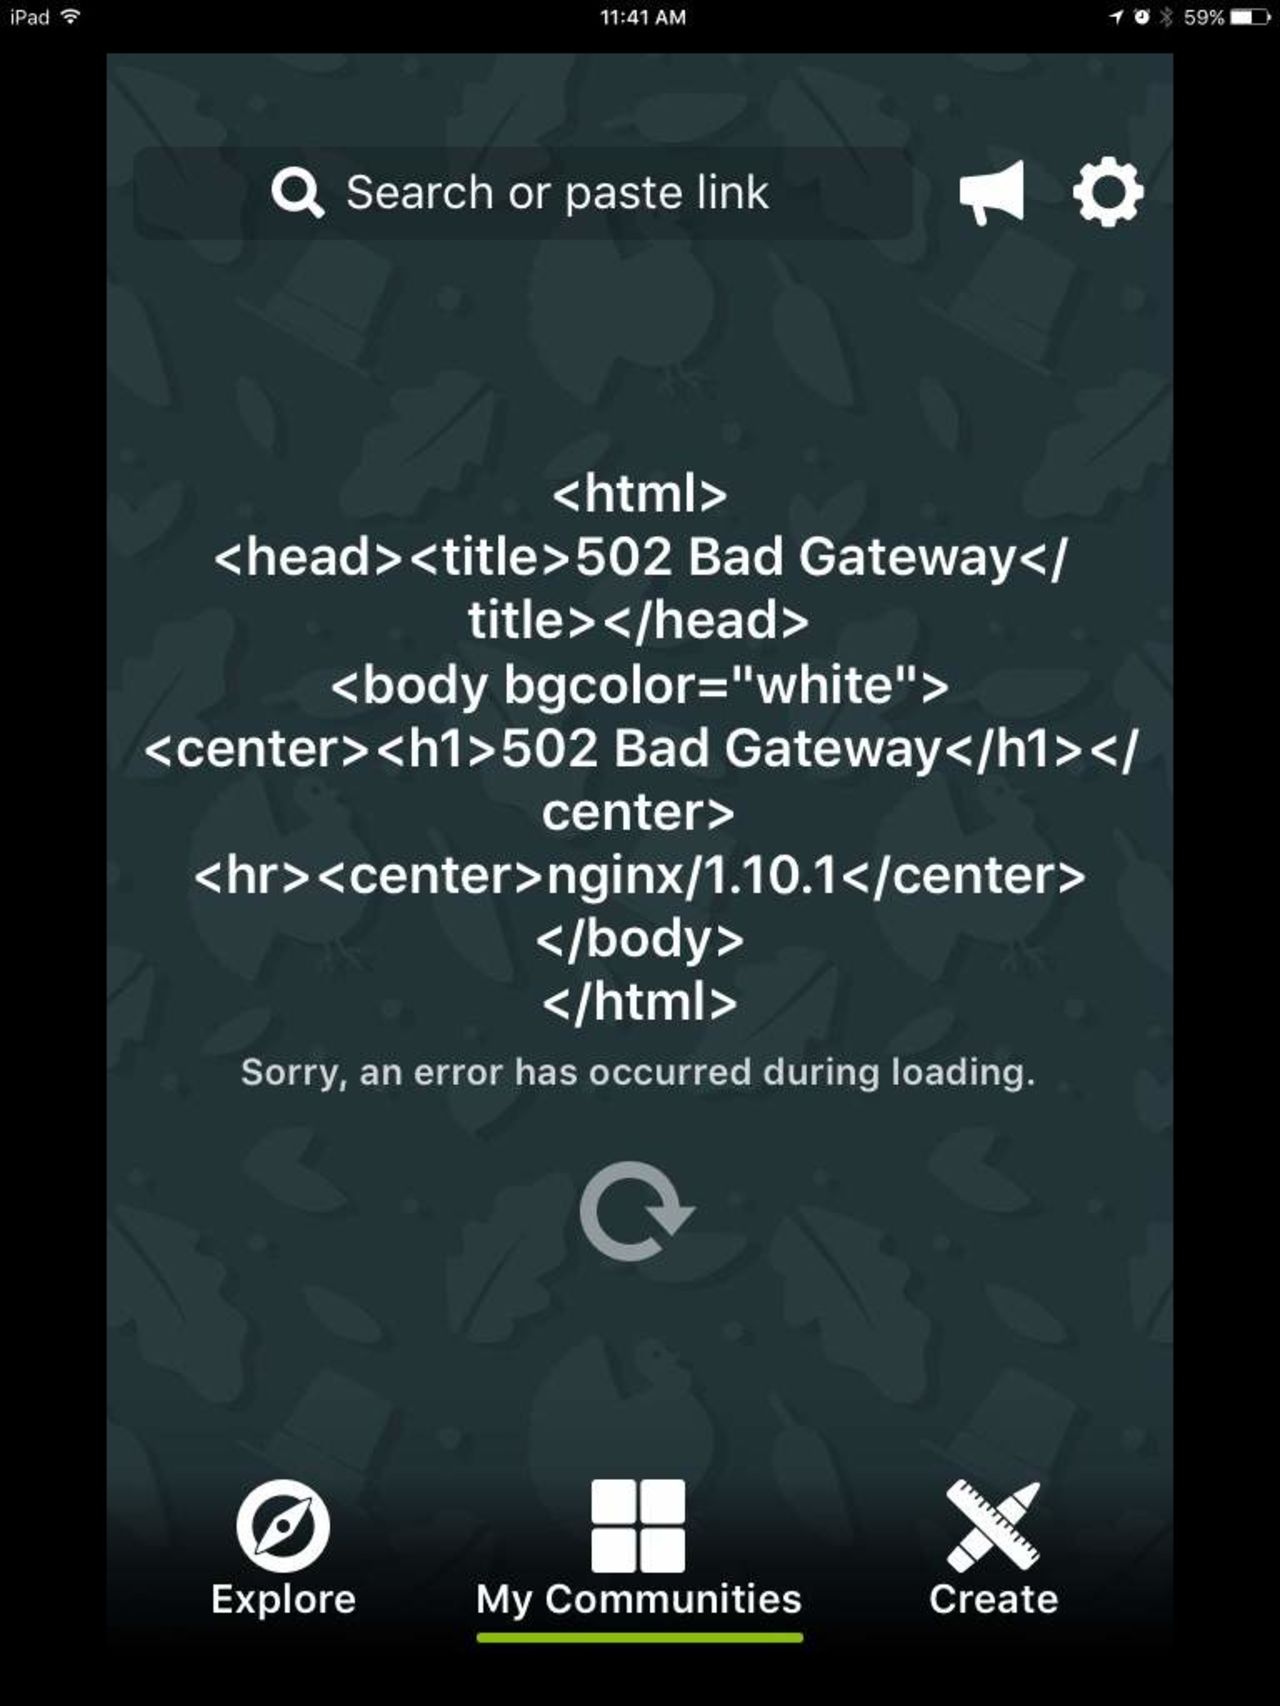 iPad 11:41 AM 59%
Search or paste link
<html>
<head><title>502 Bad Gateway</
title></head>
<body bgcolor="white">
<center><h1>502 Bad Gateway</h1></
center>
<hr><center>nginx/1.10.1</center>
</body>
</html>
Sorry, an error has occurred during loading.
Explore My Communities Create